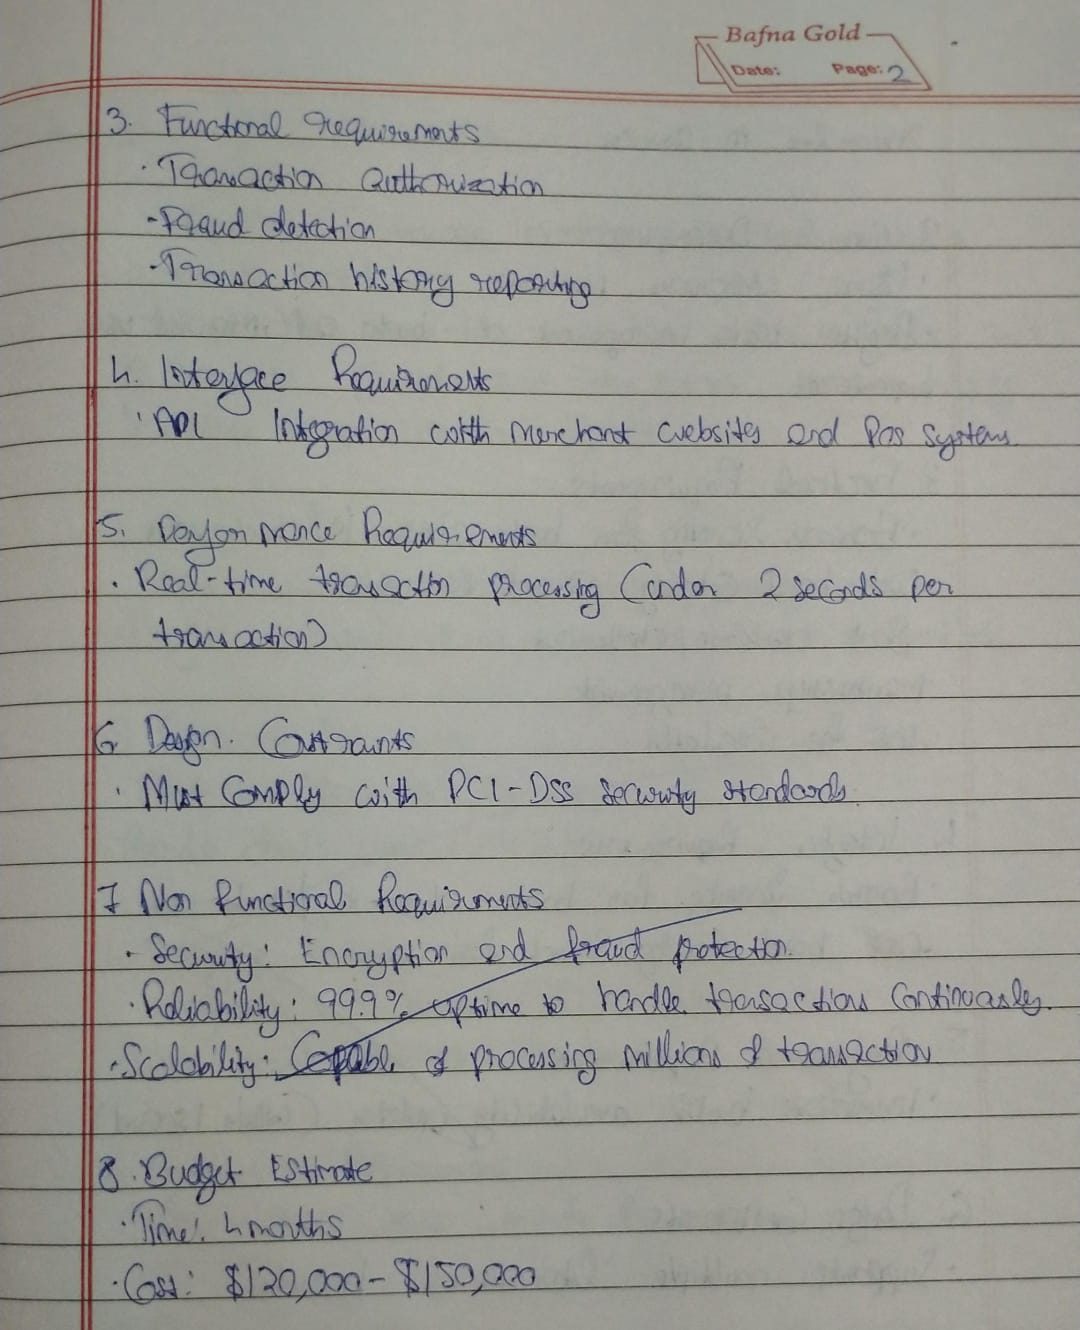 Bafna Gold
Date: Page: 2
3. Functional requirements
· Transaction authorization
- Fraud detection
- Transaction history reporting
4. Interface Requirements
· API Integration with merchant websites and Pos systems.
5. Performance Requirements
· Real-time transaction processing (under 2 seconds per
transaction)
6 Design. Constraints
· Must Comply with PCI-DSS security standards.
7 Non functional Requirements
· Security: Encryption and fraud protection.
· Reliability: 99.9% uptime to handle transactions continuously.
· Scalability: Capable of processing millions of transaction
8. Budget Estimate
· Time: 4 months
· Cost: $120,000 - $150,000